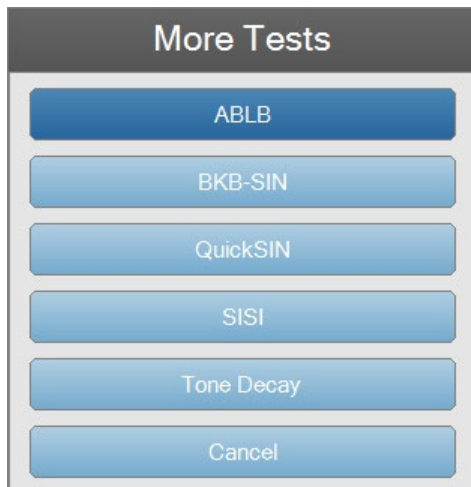 More Tests
ABLB
BKB-SIN
QuickSIN
SISI
Tone Decay
Cancel